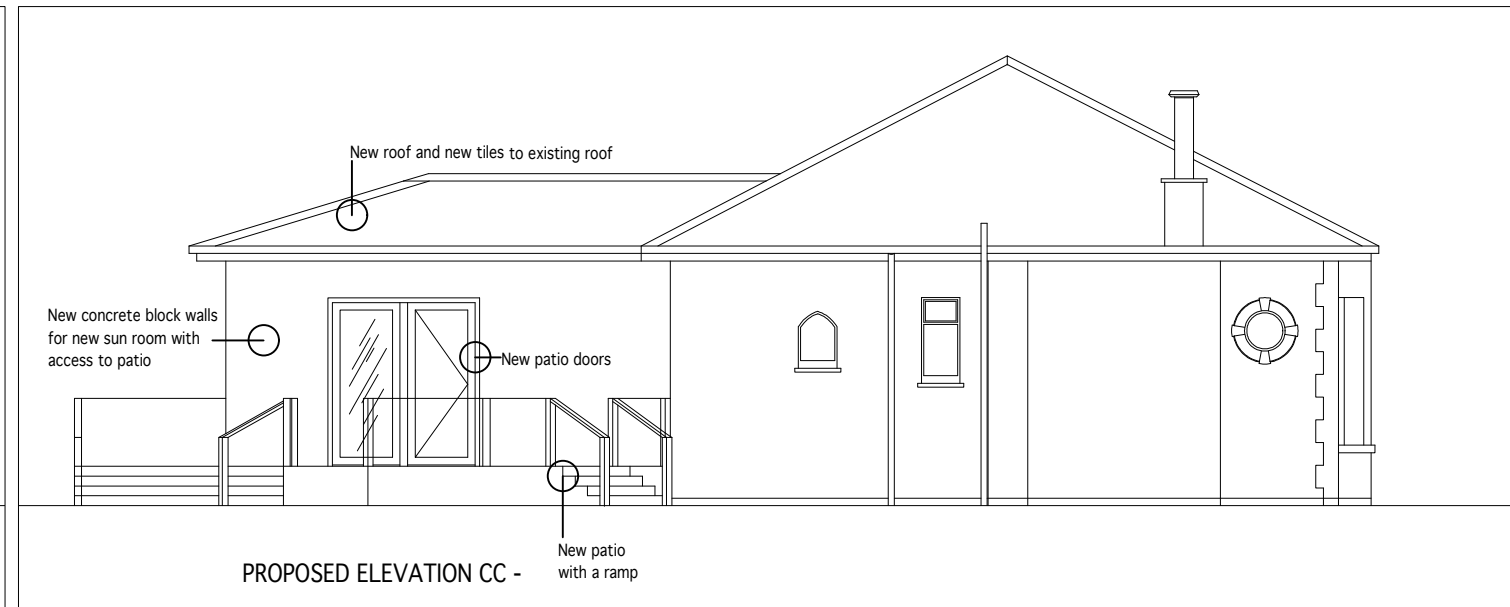 New roof and new tiles to existing roof
New concrete block walls
for new sun room with
access to patio
New patio doors
New patio
with a ramp
PROPOSED ELEVATION CC -